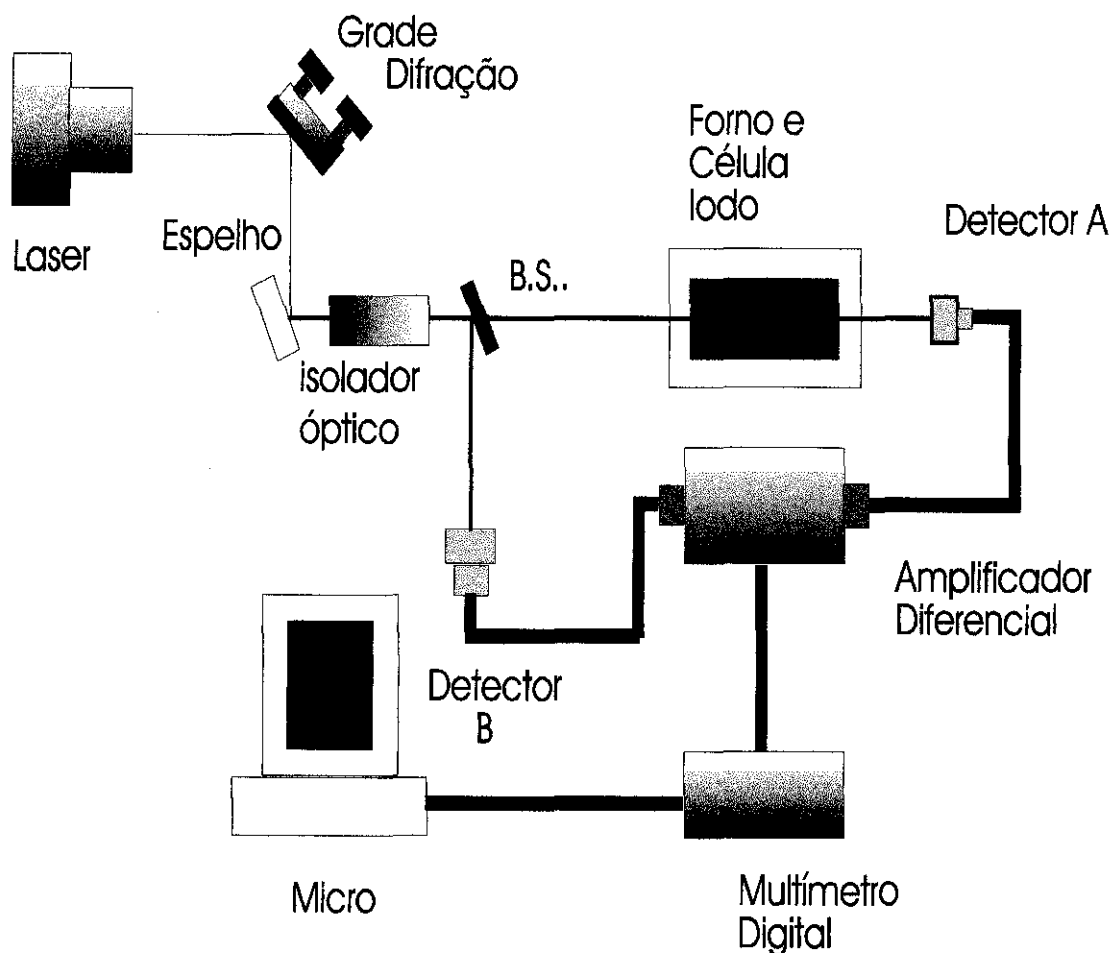 Grade
Difração
Laser
Espelho
isolador
óptico
B.S..
Forno e
Célula
Iodo
Detector A
Amplificador
Diferencial
Detector
B
Micro
Multímetro
Digital